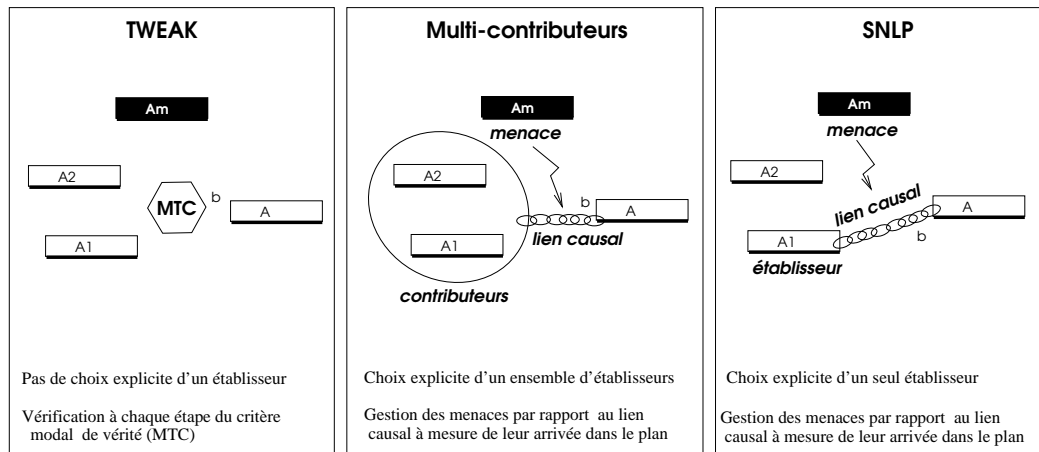 TWEAK
Am
A2
MTC
b
A
A1
Pas de choix explicite d'un établisseur
Vérification à chaque étape du critère
modal de vérité (MTC)
Multi-contributeurs
Am
menace
A2
b
A
A1
lien causal
contributeurs
Choix explicite d'un ensemble d'établisseurs
Gestion des menaces par rapport au lien
causal à mesure de leur arrivée dans le plan
SNLP
Am
menace
A2
lien causal
A
A1
b
établisseur
Choix explicite d'un seul établisseur
Gestion des menaces par rapport au lien
causal à mesure de leur arrivée dans le plan